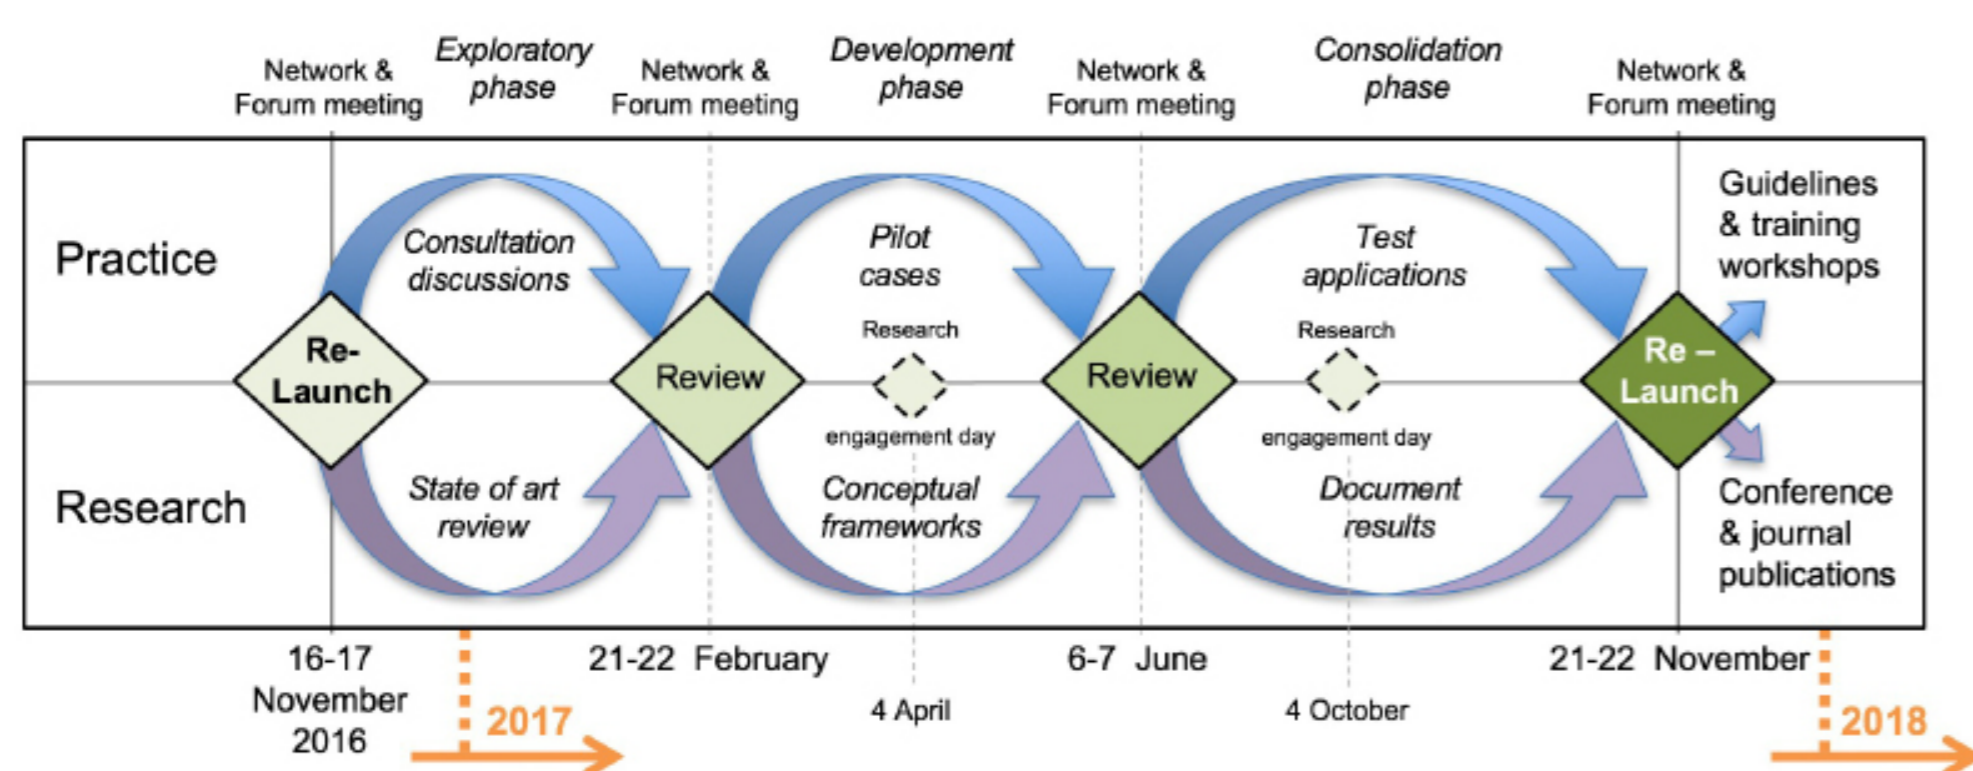 Network &
Forum meeting
Exploratory
phase
Network &
Forum meeting
Development
phase
Network &
Forum meeting
Consolidation
phase
Network &
Forum meeting
Practice
Consultation
discussions
Pilot
cases
Test
applications
Guidelines
& training
workshops
Re-
Launch
Review
Research
engagement day
Review
Research
engagement day
Re –
Launch
Research
State of art
review
Conceptual
frameworks
Document
results
Conference
& journal
publications
16-17
November
2016
2017
21-22 February
4 April
6-7 June
4 October
21-22 November
2018